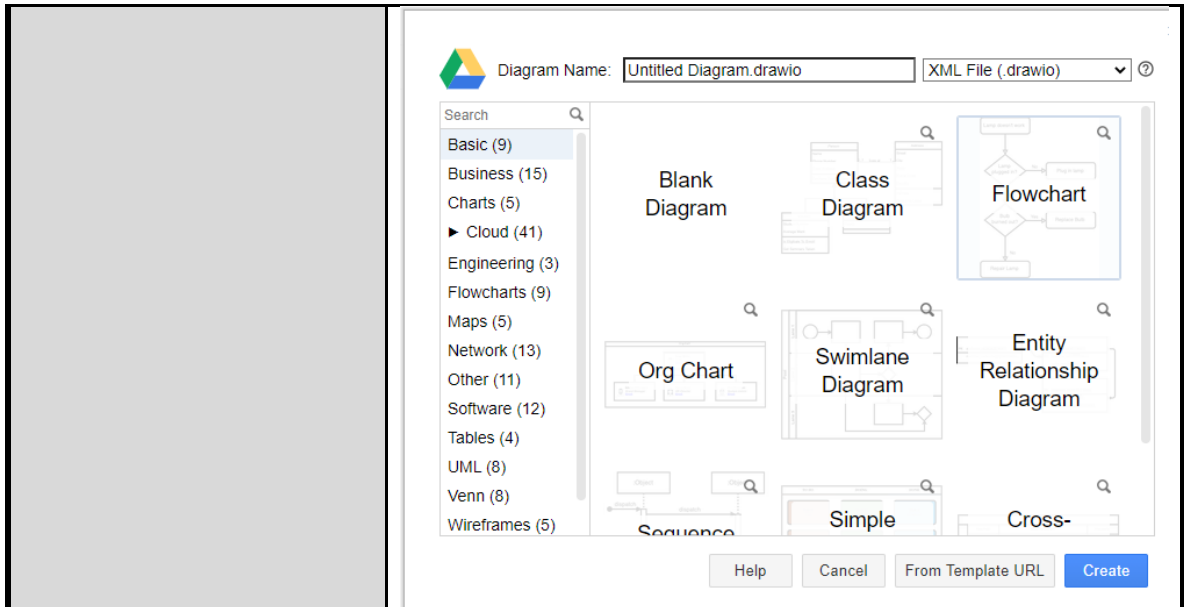 Diagram Name:
Untitled Diagram.drawio
XML File (.drawio)
?
Search
Basic (9)
Business (15)
Charts (5)
► Cloud (41)
Engineering (3)
Flowcharts (9)
Maps (5)
Network (13)
Other (11)
Software (12)
Tables (4)
UML (8)
Venn (8)
Wireframes (5)
Blank
Diagram
Class
Diagram
Flowchart
Org Chart
Swimlane
Diagram
Entity
Relationship
Diagram
Object
Sequence
Simple
Cross-
Help
Cancel
From Template URL
Create